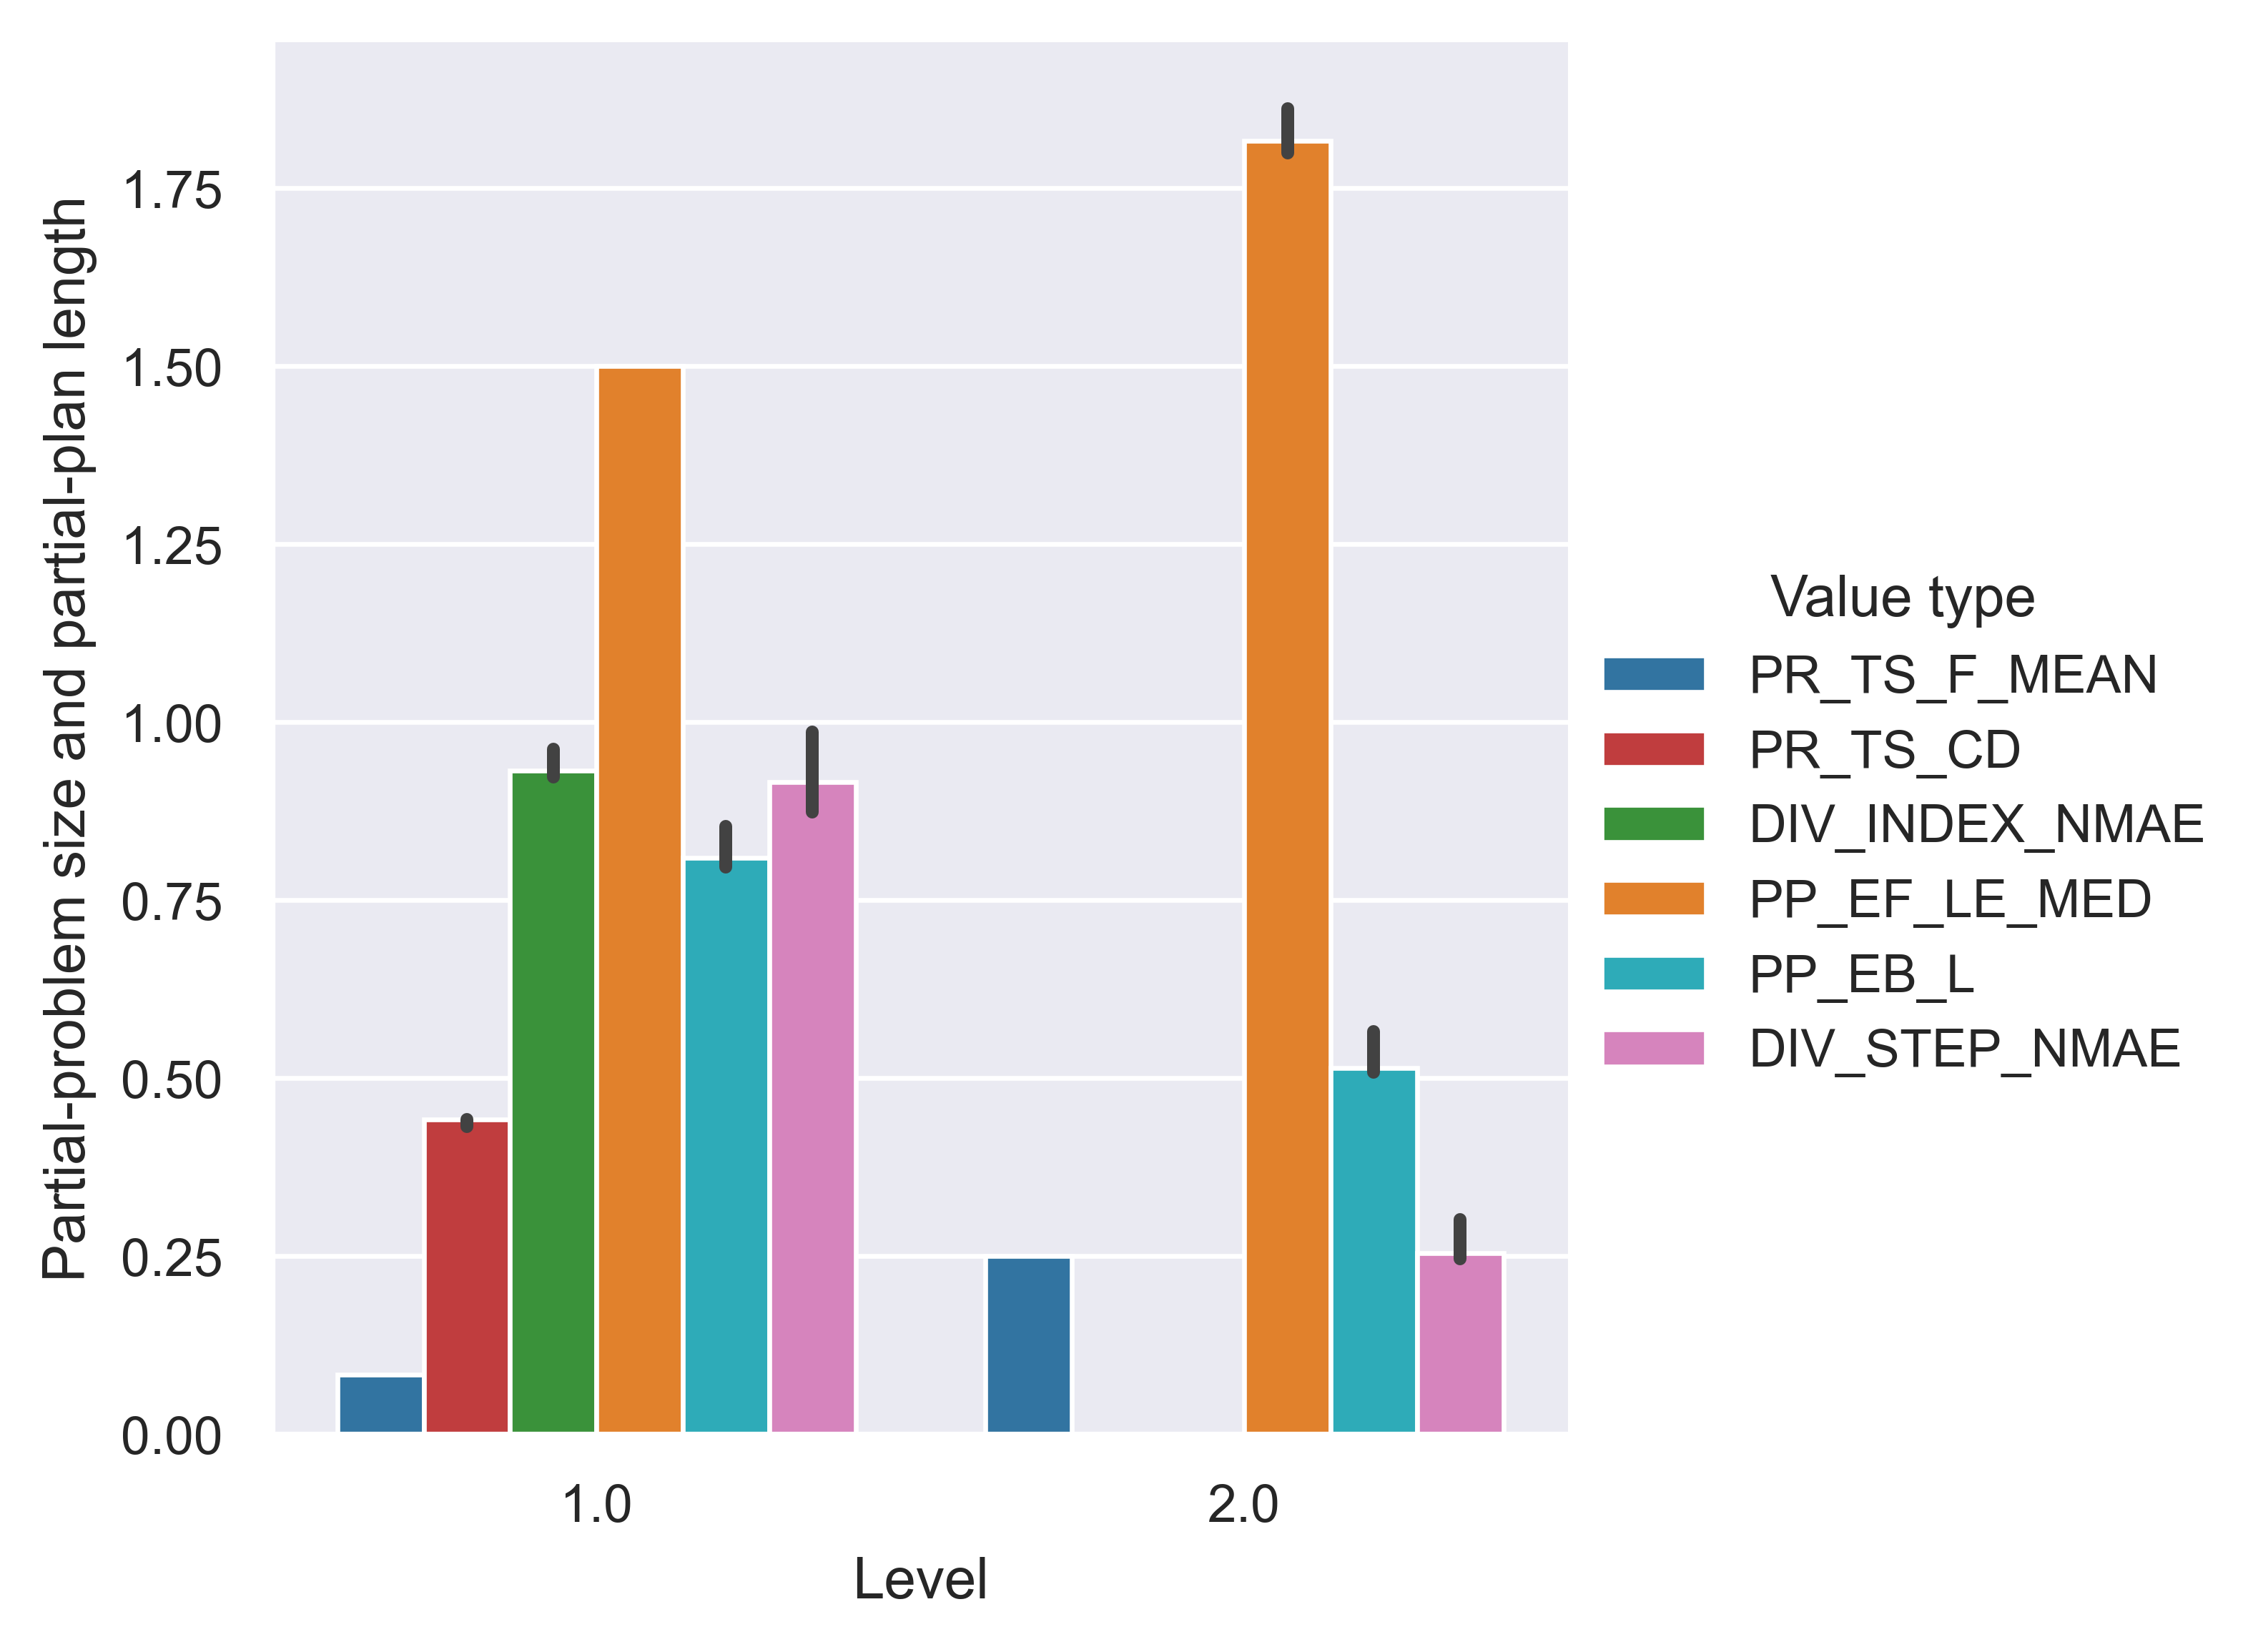 Partial-problem size and partial-plan length
1.75
1.50
1.25
1.00
0.75
0.50
0.25
0.00
1.0
2.0
Level
Value type
PR_TS_F_MEAN
PR_TS_CD
DIV_INDEX_NMAE
PP_EF_LE_MED
PP_EB_L
DIV_STEP_NMAE